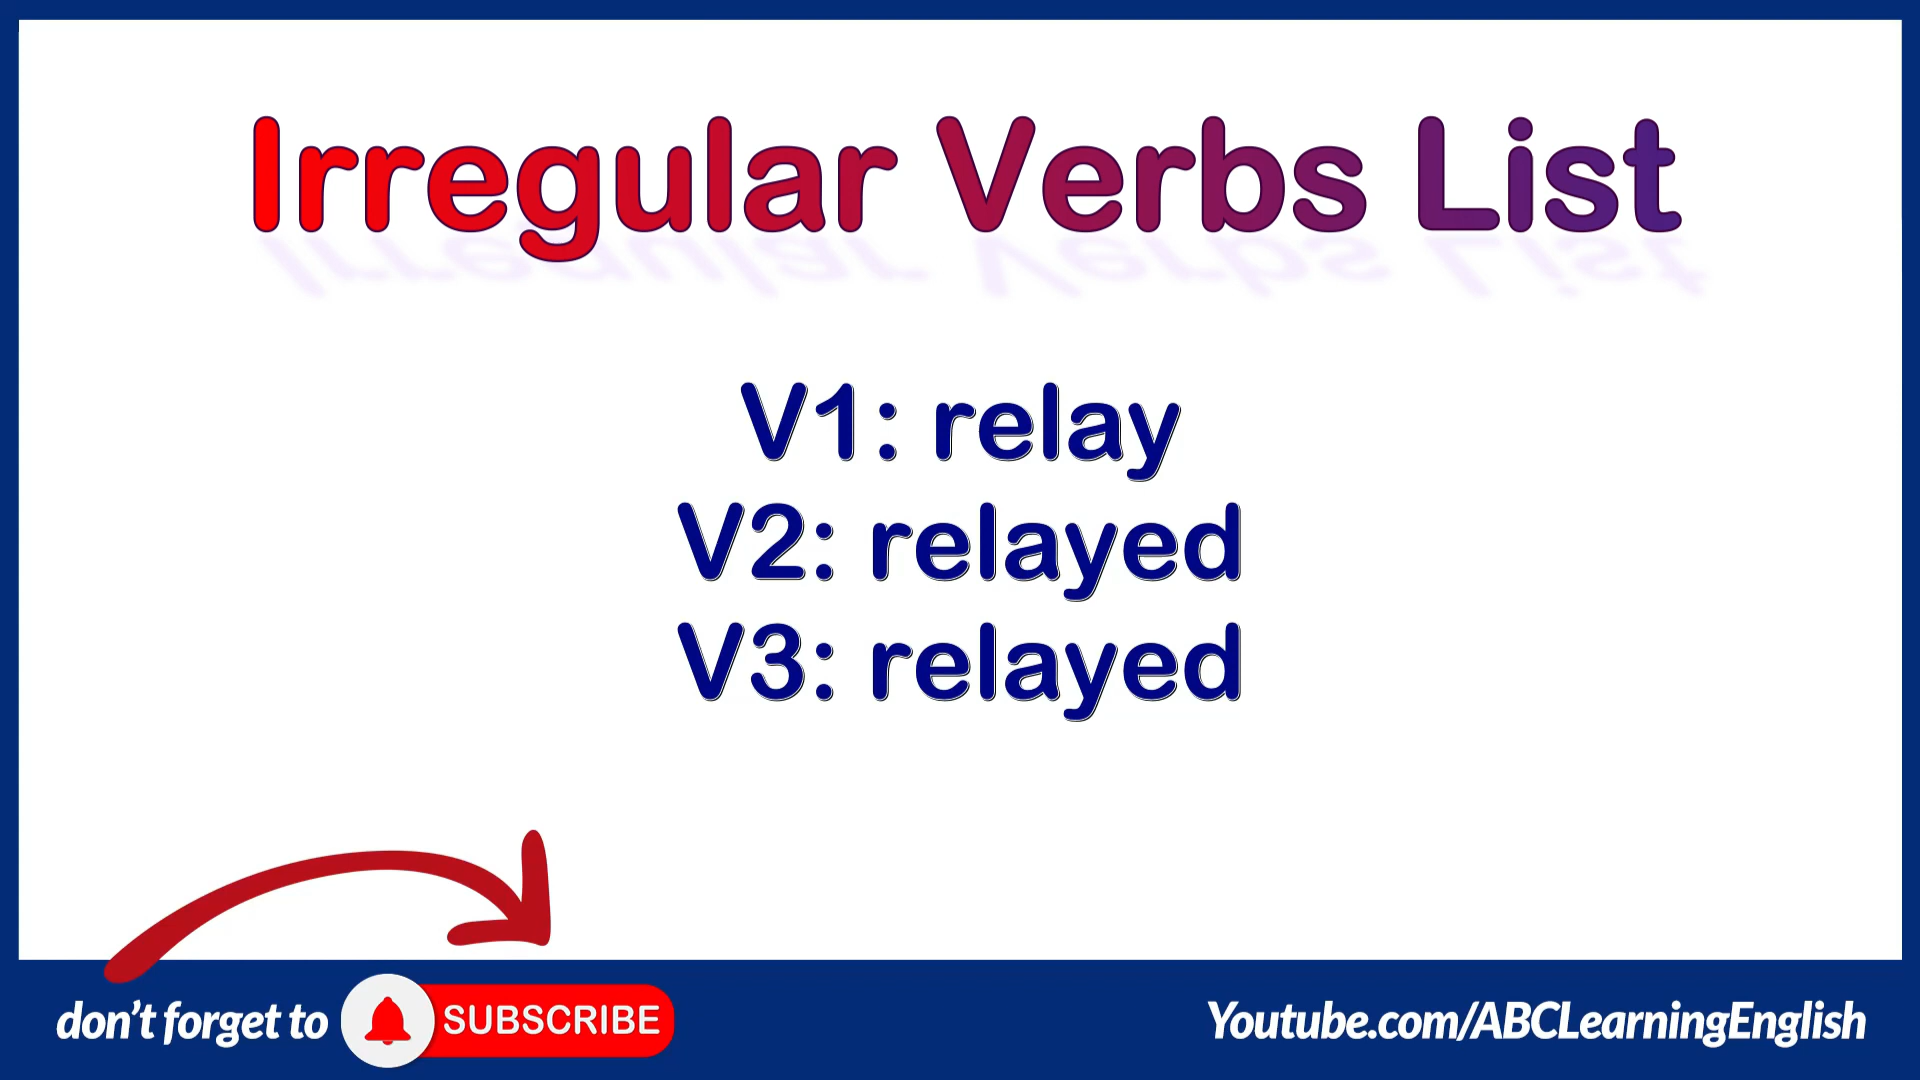 Irregular Verbs List
V1: relay
V2: relayed
V3: relayed
don't forget to SUBSCRIBE
Youtube.com/ABCLearningEnglish